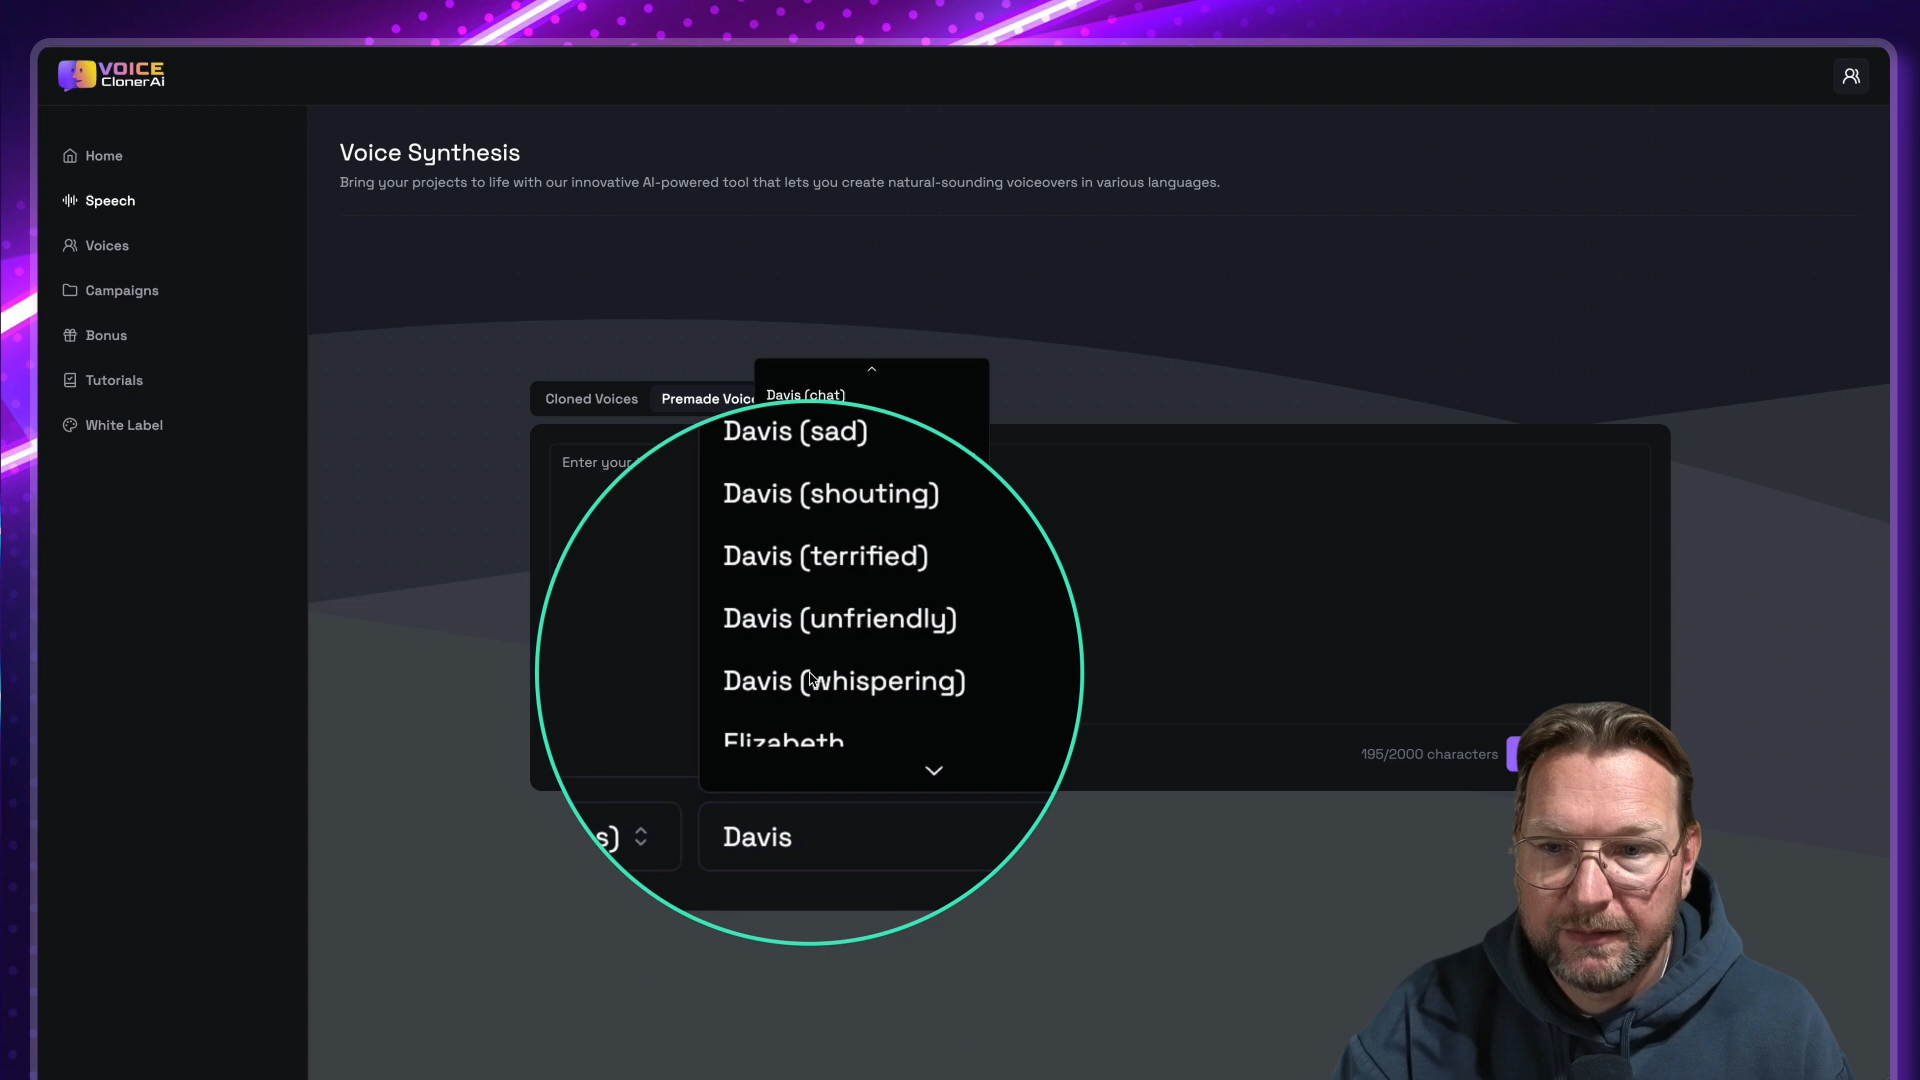 VOICE
ClonerAi
Home
Speech
Voices
Campaigns
Bonus
Tutorials
White Label
Voice Synthesis
Bring your projects to life with our innovative AI-powered tool that lets you create natural-sounding voiceovers in various languages.
Cloned Voices
Premade Voic
Davis (chat)
Enter your
Davis (sad)
Davis (shouting)
Davis (terrified)
Davis (unfriendly)
Davis (whispering)
Elizabeth
195/2000 characters
s)
Davis